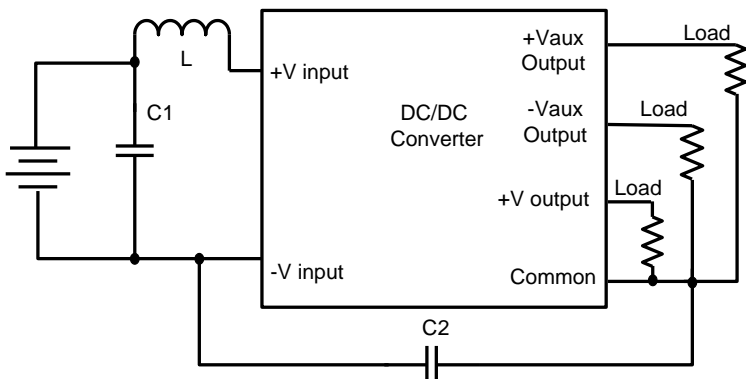 L
C1
+V input
-V input
DC/DC
Converter
+Vaux
Output
-Vaux
Output
+V output
Common
Load
Load
Load
C2